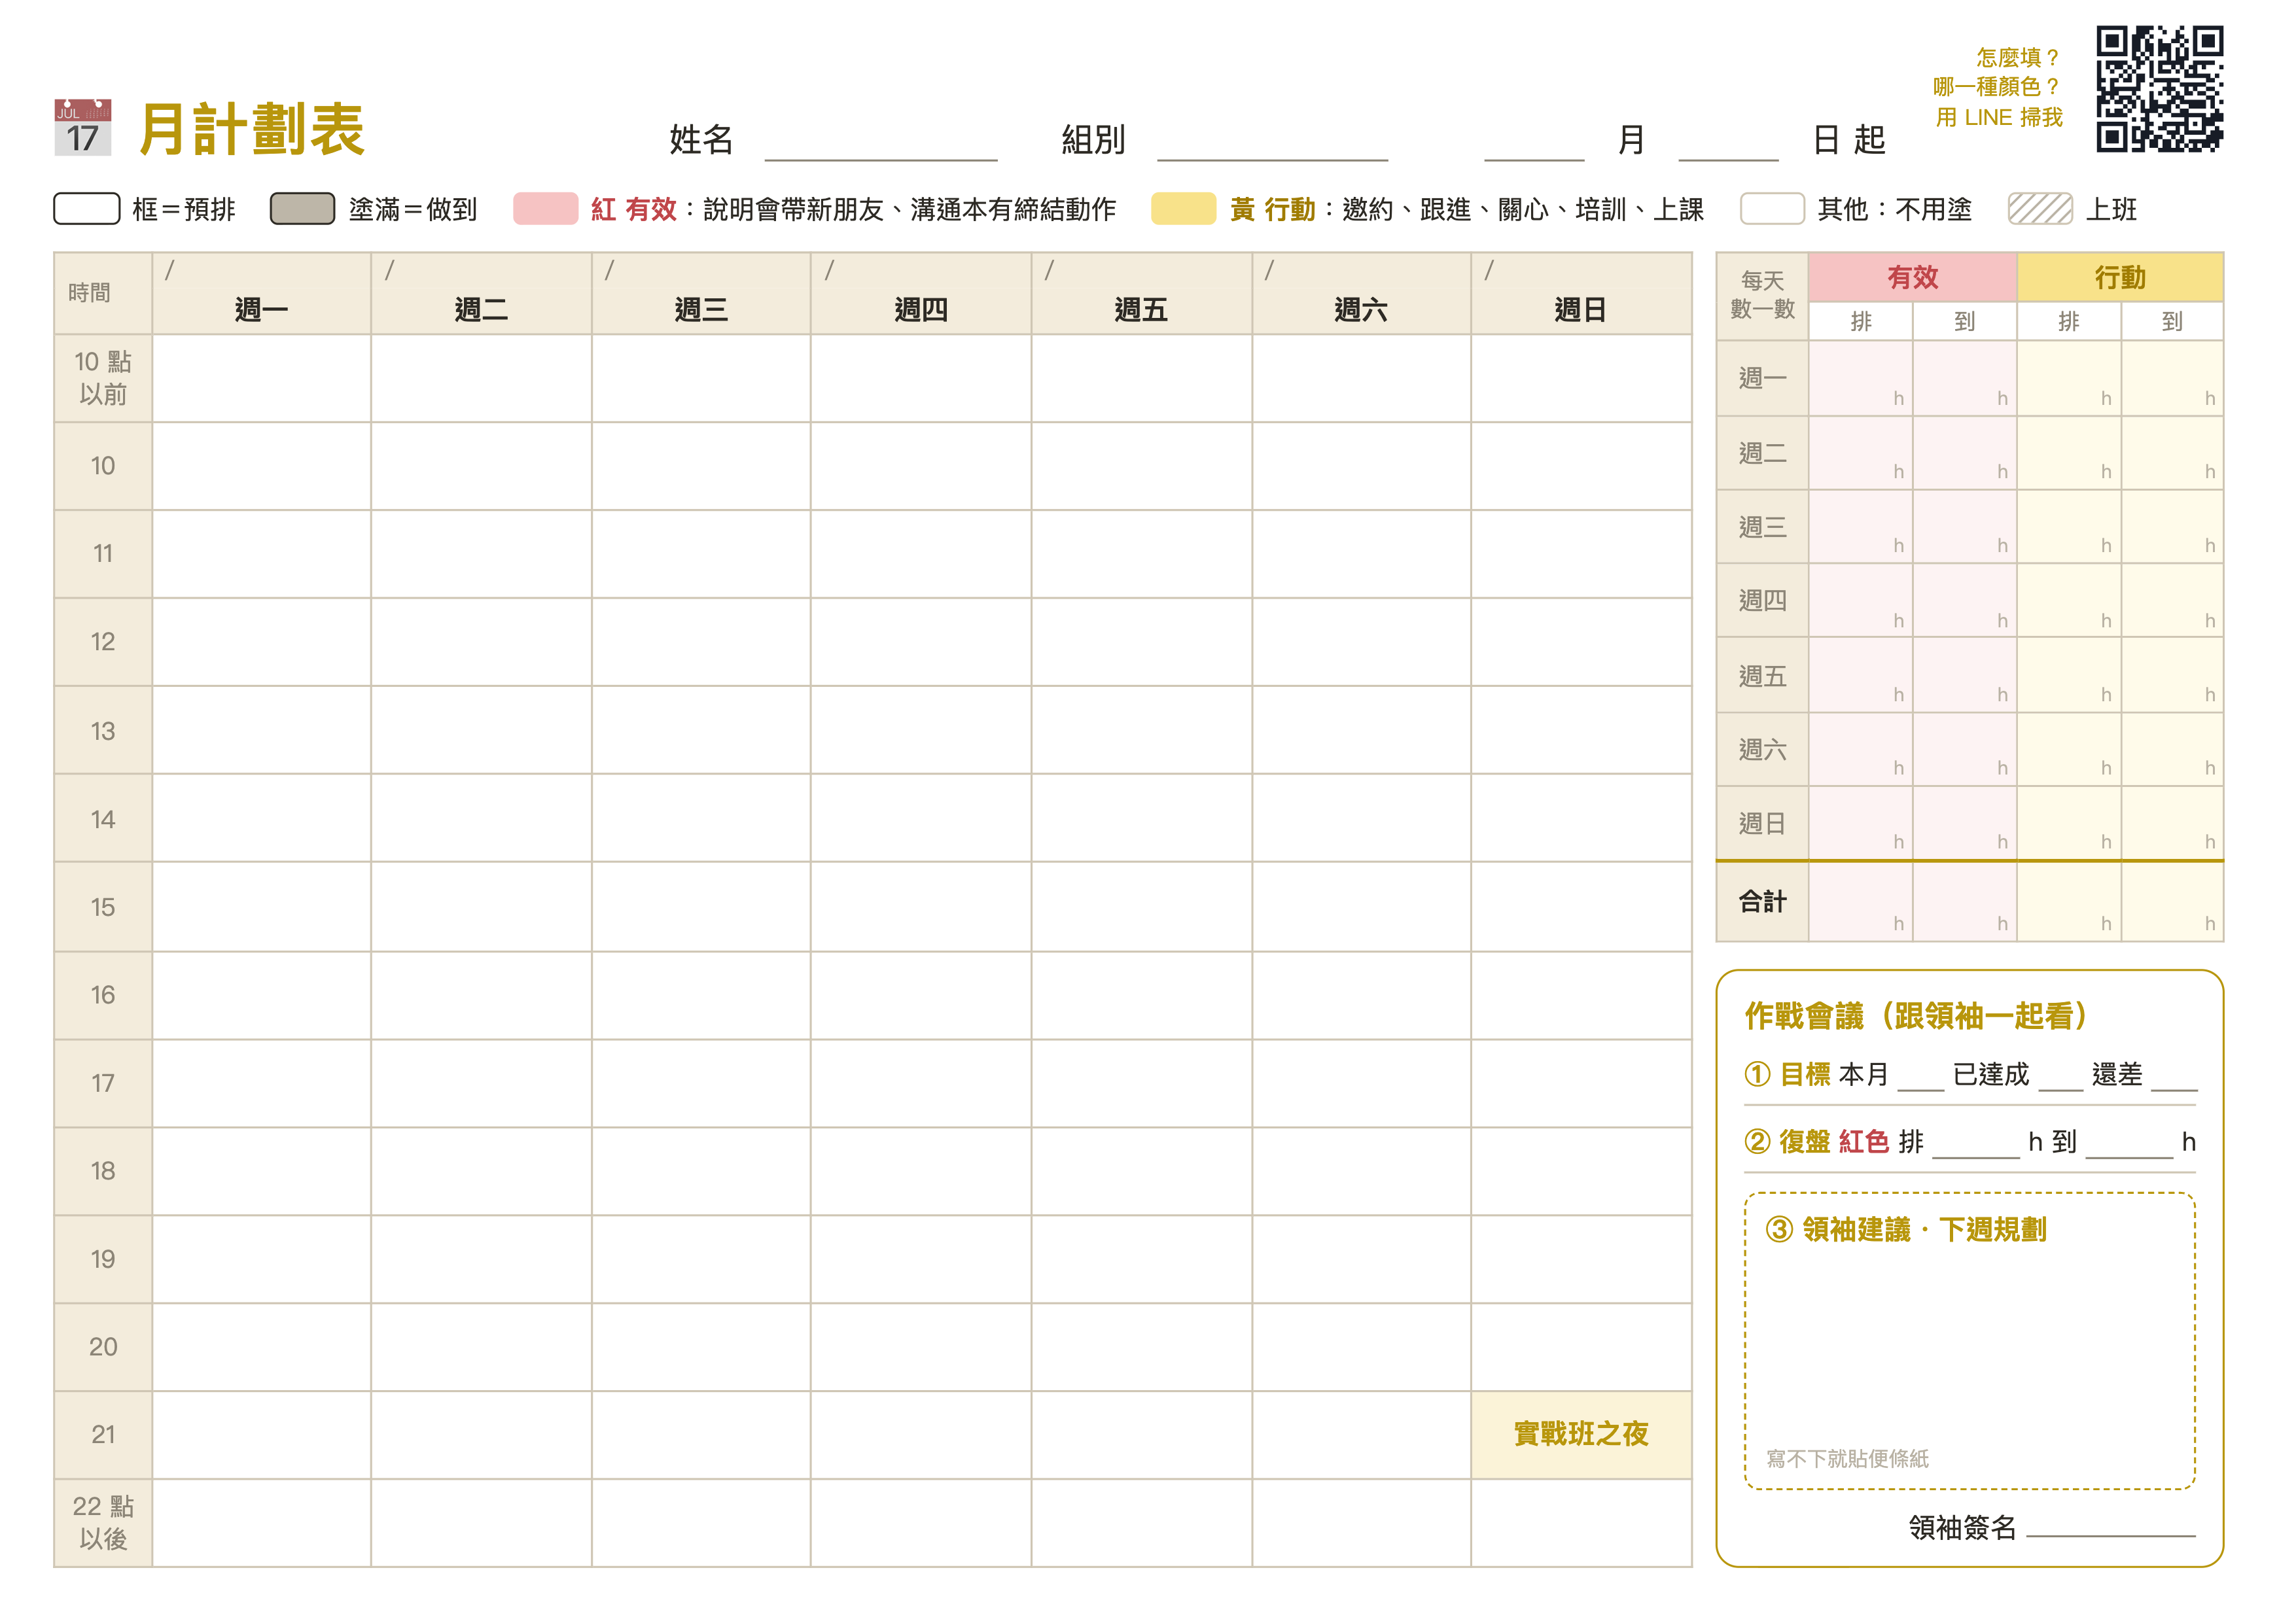 怎麼填？
哪一種顏色？
用 LINE 掃我
JUL
17
月計劃表
姓名
組別
月
日 起
框＝預排
塗滿＝做到
紅 有效：說明會帶新朋友、溝通本有締結動作
黃 行動：邀約、跟進、關心、培訓、上課
其他：不用塗
上班
時間
/
週一
/
週二
/
週三
/
週四
/
週五
/
週六
/
週日
10 點
以前
10
11
12
13
14
15
16
17
18
19
20
21
實戰班之夜
22 點
以後
每天
數一數
有效
行動
排
到
排
到
週一 h h h h
週二 h h h h
週三 h h h h
週四 h h h h
週五 h h h h
週六 h h h h
週日 h h h h
合計 h h h h
作戰會議（跟領袖一起看）
① 目標 本月 ___ 已達成 ___ 還差 ___
② 復盤 紅色 排 ______ h 到 ______ h
③ 領袖建議・下週規劃
寫不下就貼便條紙
領袖簽名